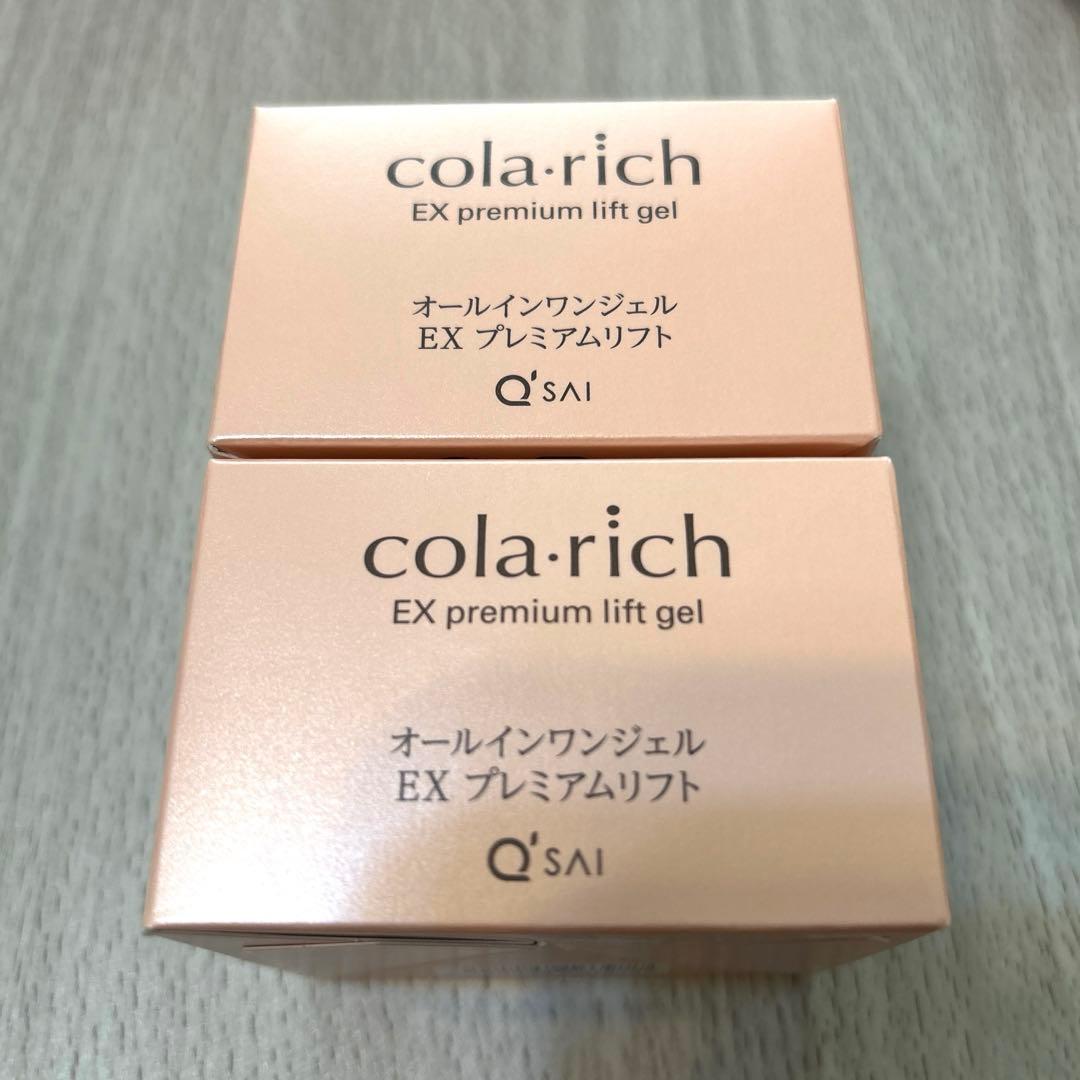 cola·rich
EX premium lift gel
オールインワンジェル
EX プレミアムリフト
Q'SAI
cola·rich
EX premium lift gel
オールインワンジェル
EX プレミアムリフト
Q'SAI